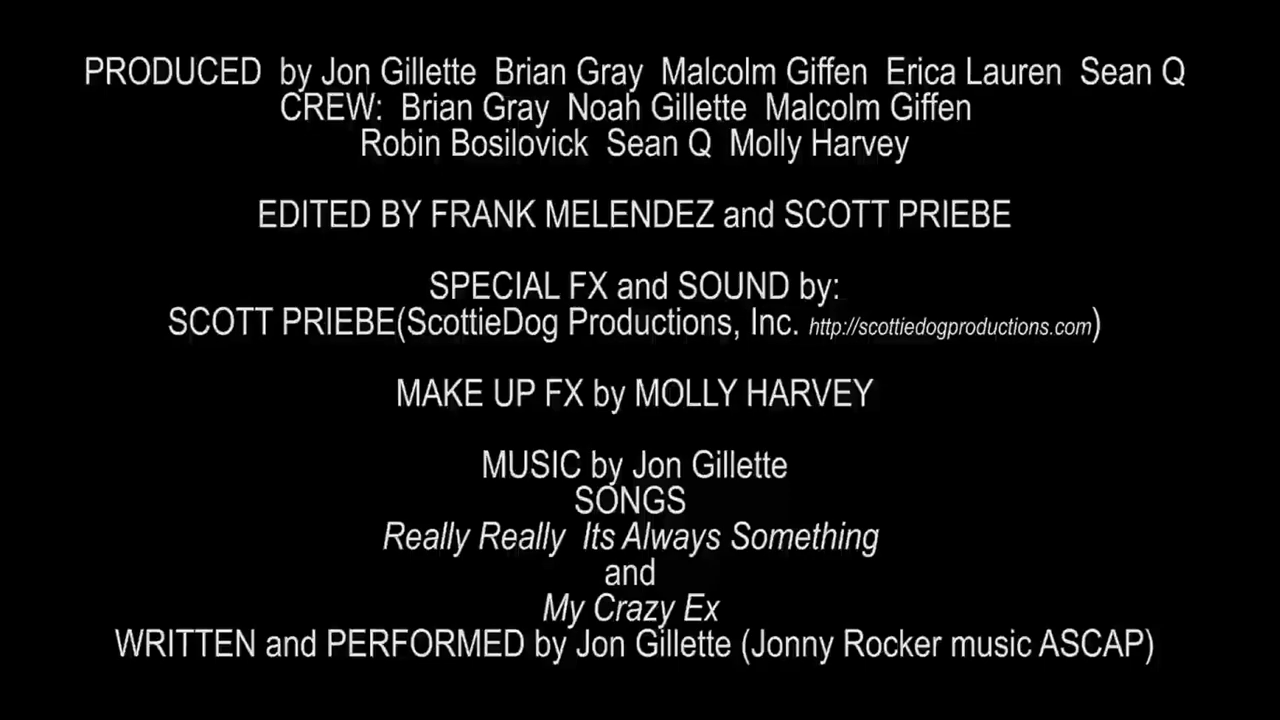 PRODUCED  by Jon Gillette  Brian Gray  Malcolm Giffen  Erica Lauren  Sean Q
CREW:  Brian Gray  Noah Gillette  Malcolm Giffen
Robin Bosilovick  Sean Q  Molly Harvey
EDITED BY FRANK MELENDEZ and SCOTT PRIEBE
SPECIAL FX and SOUND by:
SCOTT PRIEBE(ScottieDog Productions, Inc. http://scottiedogproductions.com)
MAKE UP FX by MOLLY HARVEY
MUSIC by Jon Gillette
SONGS
Really Really  Its Always Something
and
My Crazy Ex
WRITTEN and PERFORMED by Jon Gillette (Jonny Rocker music ASCAP)